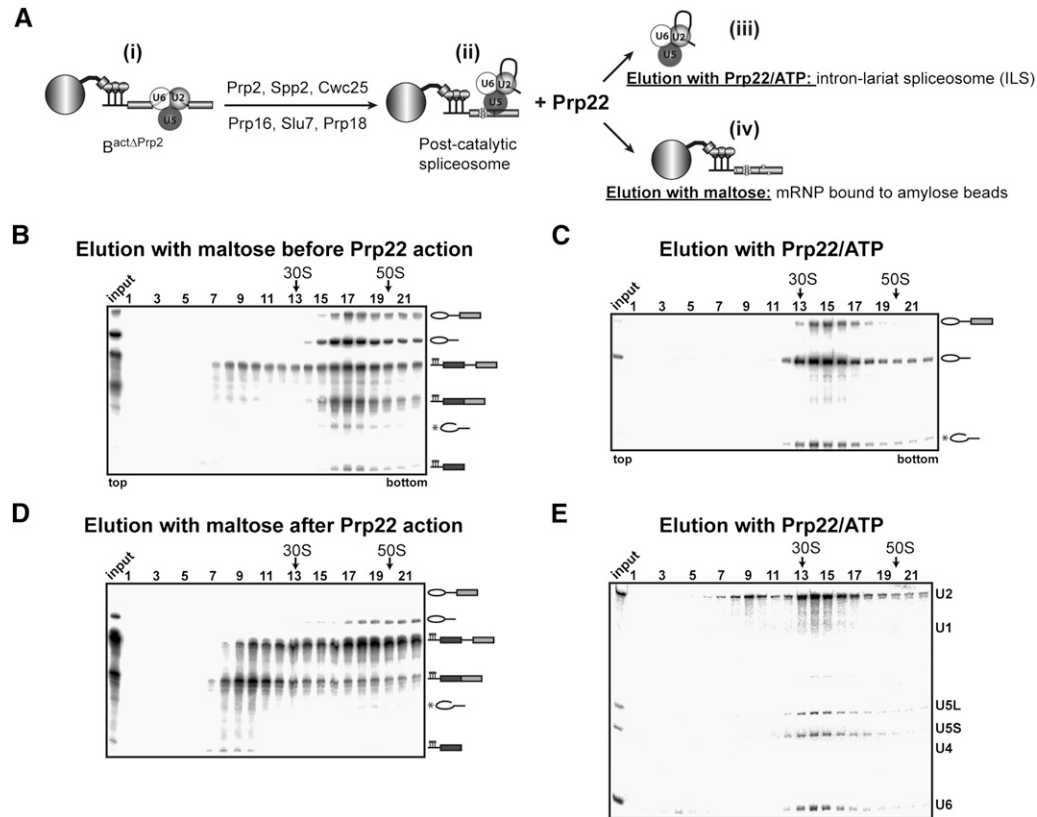 A
(i)
U6 U2
U5
B^actΔPrp2
Prp2, Spp2, Cwc25
Prp16, Slu7, Prp18
(ii)
U6 U2
U5
Post-catalytic
spliceosome
+ Prp22
U6 U2
U5
(iii)
Elution with Prp22/ATP: intron-lariat spliceosome (ILS)
(iv)
Elution with maltose: mRNP bound to amylose beads
B
Elution with maltose before Prp22 action
30S 50S
input 1 3 5 7 9 11 13 15 17 19 21
*
top bottom
C
Elution with Prp22/ATP
30S 50S
input 1 3 5 7 9 11 13 15 17 19 21
*
top bottom
D
Elution with maltose after Prp22 action
30S 50S
input 1 3 5 7 9 11 13 15 17 19 21
*
E
Elution with Prp22/ATP
30S 50S
input 1 3 5 7 9 11 13 15 17 19 21
U2
U1
U5L
U5S
U4
U6